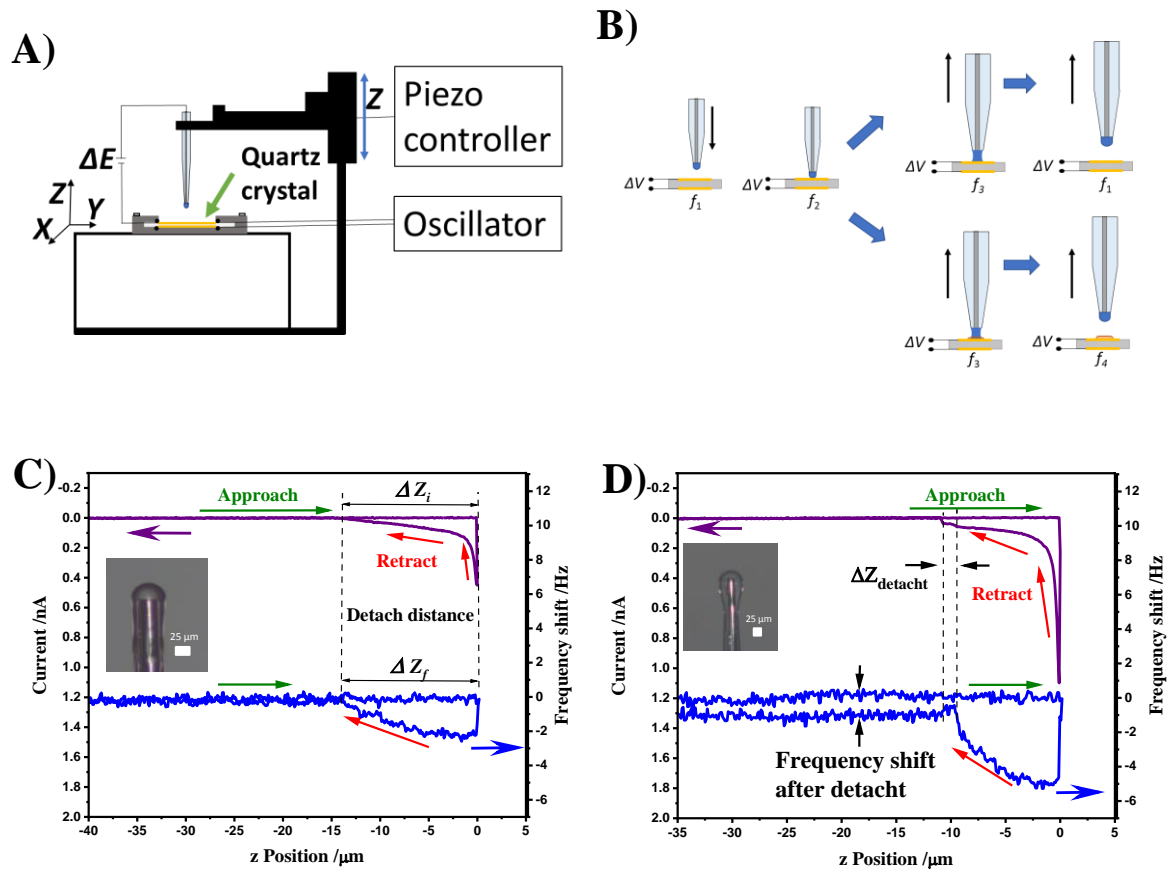 A)
Z
Piezo
controller
ΔE
Quartz
crystal
Z
Y
X
Oscillator
B)
ΔV
f1
ΔV
f2
ΔV
f3
f1
ΔV
f3
ΔV
f4
C)
Approach
Δ Zi
Retract
25 μm
Detach distance
Δ Zf
Current /nA
-0.2
0.0
0.2
0.4
0.6
0.8
1.0
1.2
1.4
1.6
1.8
2.0
12
10
8
6
4
2
0
-2
-4
-6
Frequency shift /Hz
-40 -35 -30 -25 -20 -15 -10 -5 0 5
z Position /μm
D)
Approach
ΔZdetacht
Retract
25 μm
Frequency shift
after detacht
Current /nA
-0.2
0.0
0.2
0.4
0.6
0.8
1.0
1.2
1.4
1.6
1.8
2.0
12
10
8
6
4
2
0
-2
-4
-6
Frequency shift /Hz
-35 -30 -25 -20 -15 -10 -5 0 5
z Position /μm